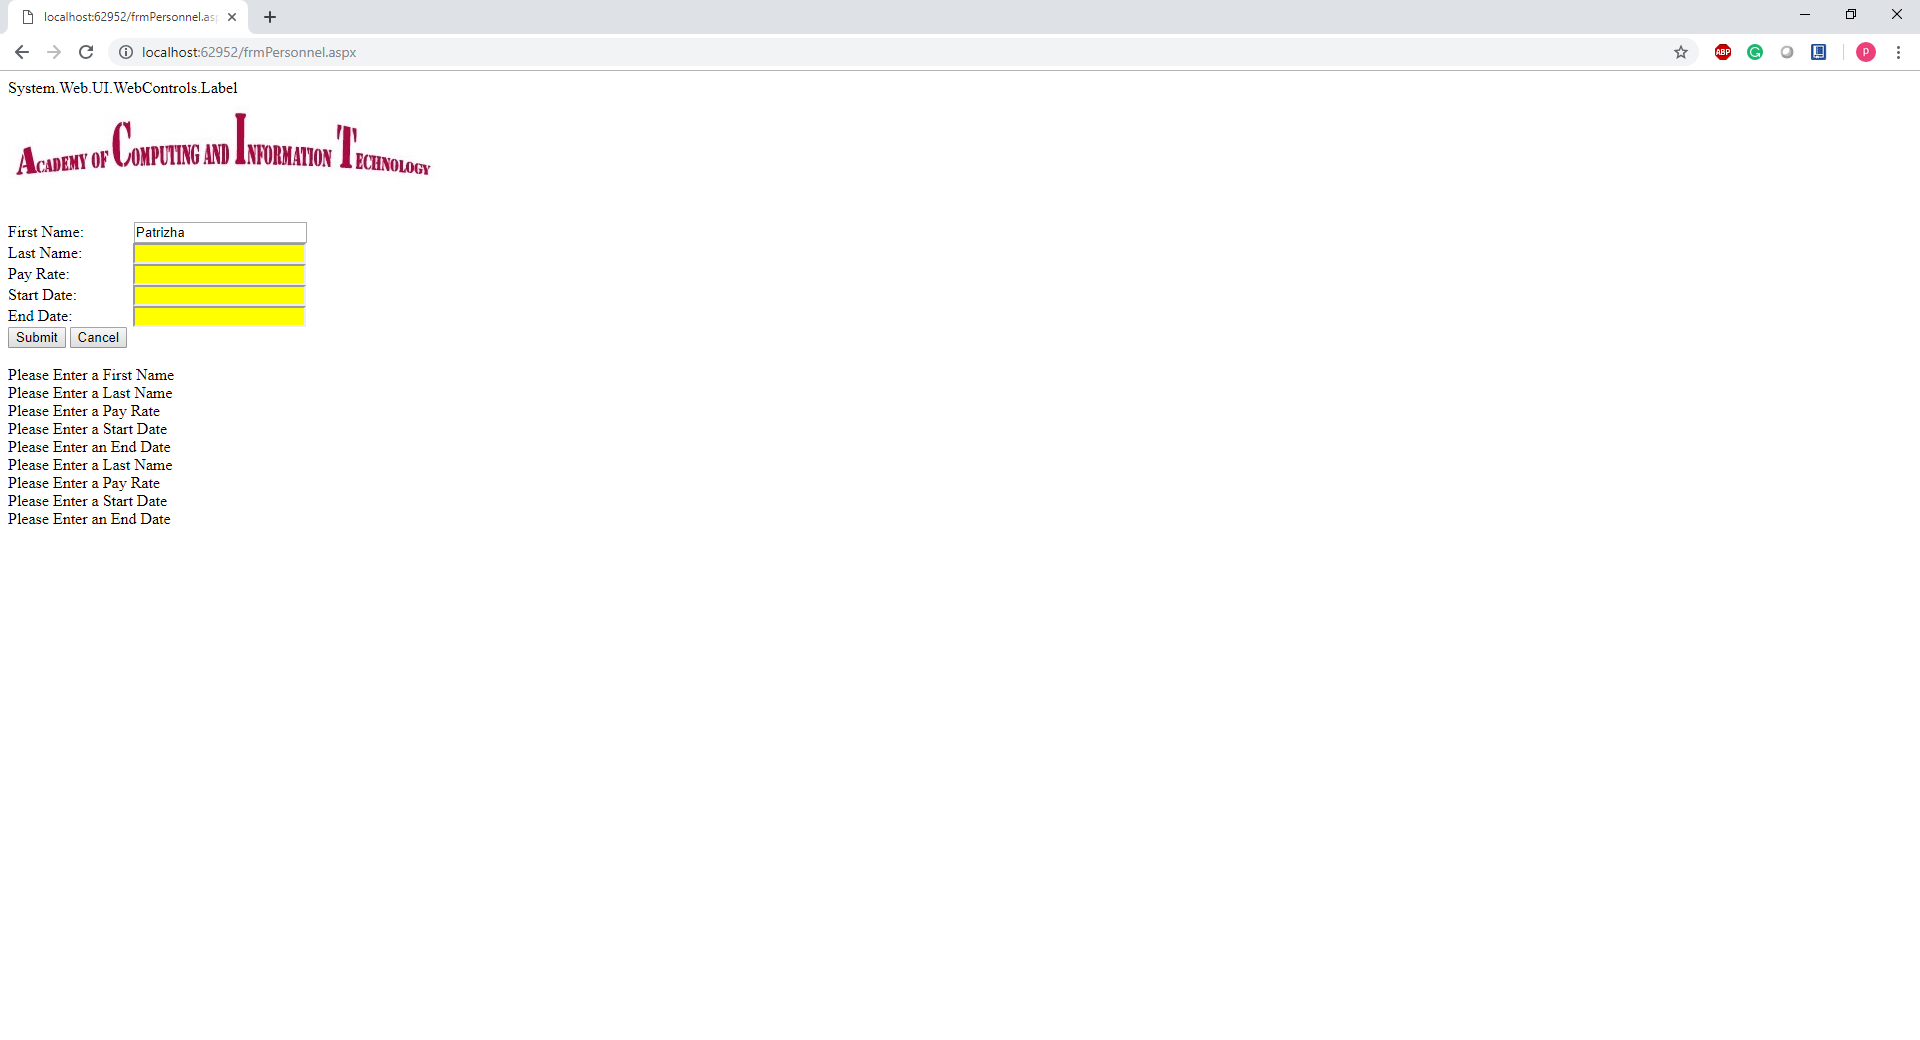 localhost:62952/frmPersonnel.as
localhost:62952/frmPersonnel.aspx
ABP
P
System.Web.UI.WebControls.Label
ACADEMY OF COMPUTING AND INFORMATION TECHNOLOGY
First Name: Patrizha
Last Name:
Pay Rate:
Start Date:
End Date:
Submit Cancel
Please Enter a First Name
Please Enter a Last Name
Please Enter a Pay Rate
Please Enter a Start Date
Please Enter an End Date
Please Enter a Last Name
Please Enter a Pay Rate
Please Enter a Start Date
Please Enter an End Date